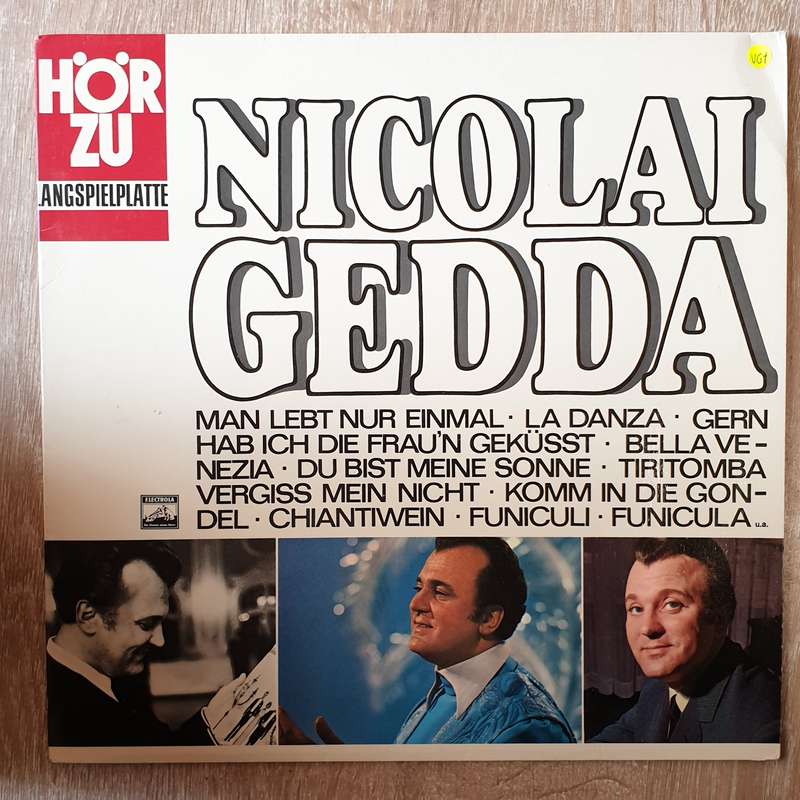 HÖR
ZU
LANGSPIELPLATTE
VG+
NICOLAI
GEDDA
MAN LEBT NUR EINMAL · LA DANZA · GERN
HAB ICH DIE FRAU'N GEKÜSST · BELLA VE-
NEZIA · DU BIST MEINE SONNE · TIRITOMBA
VERGISS MEIN NICHT · KOMM IN DIE GON-
DEL · CHIANTIWEIN · FUNICULI · FUNICULA u.a.
ELECTROLA